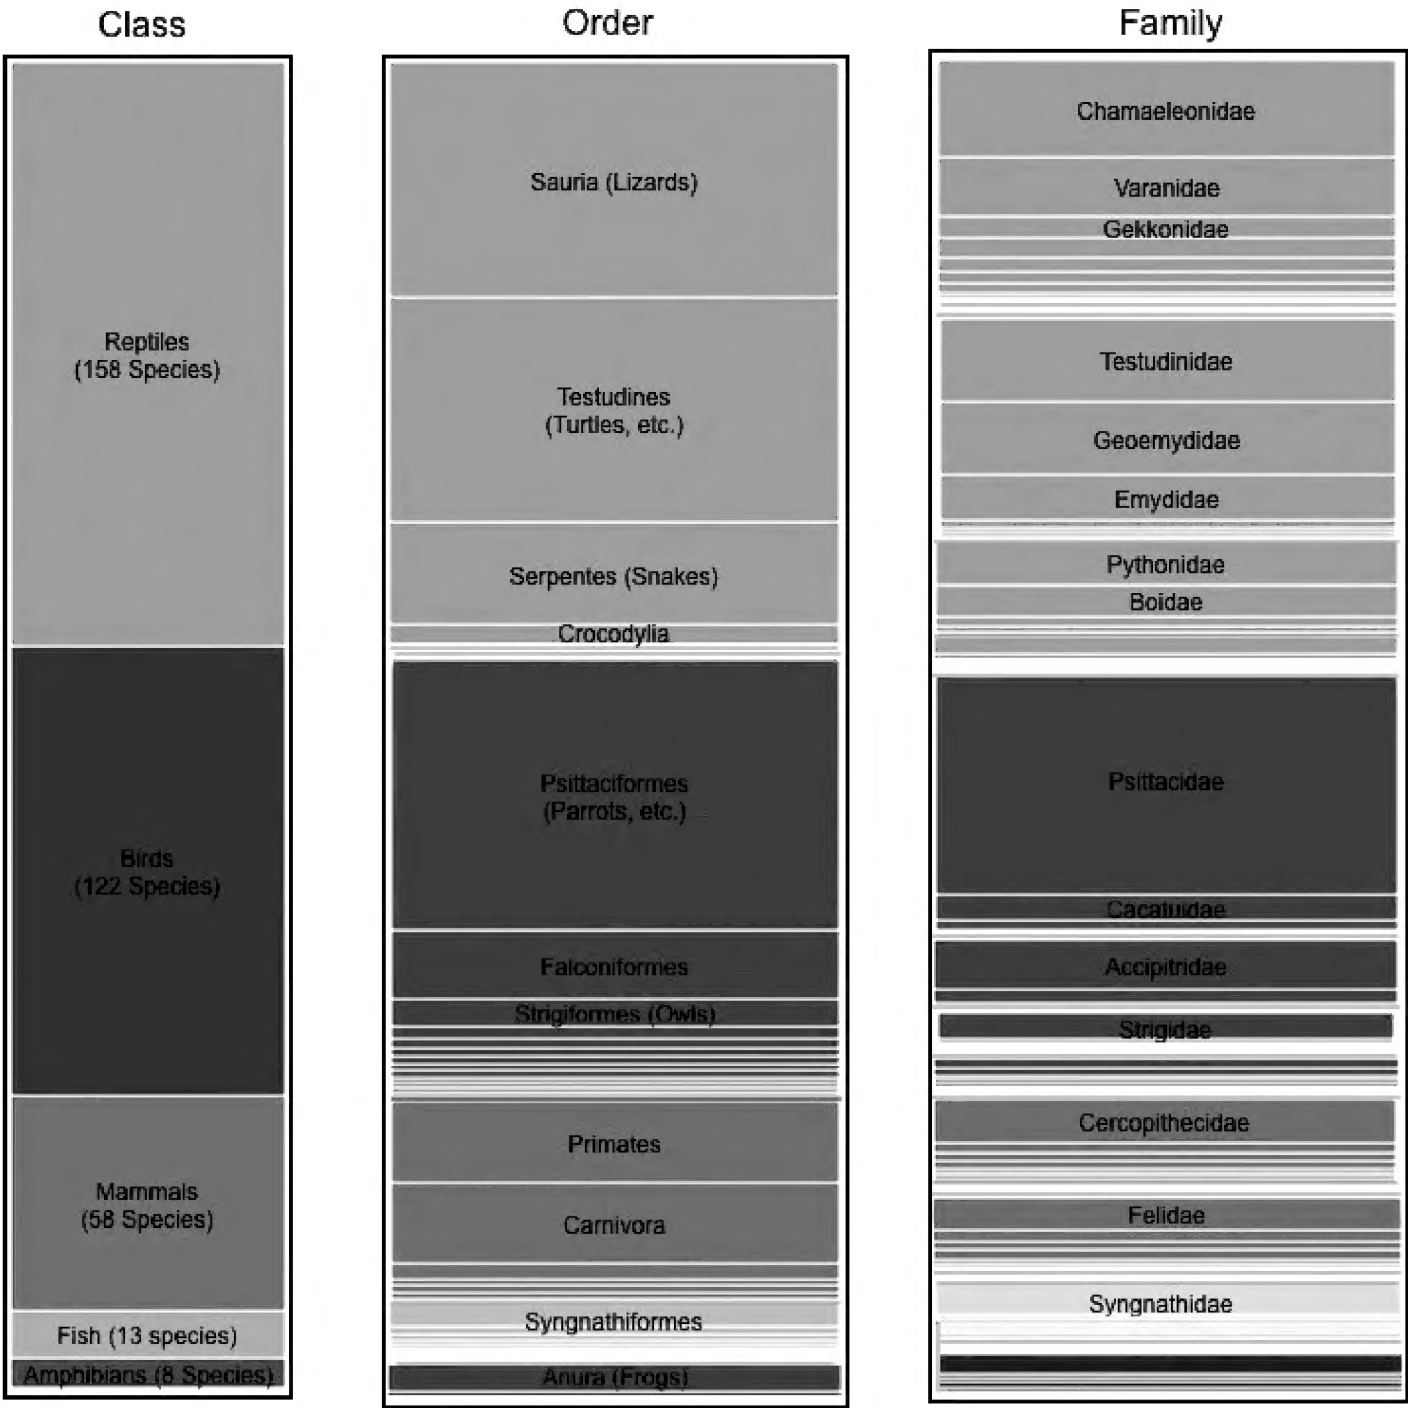 Class
Order
Family
Reptiles
(158 Species)
Birds
(122 Species)
Mammals
(58 Species)
Fish (13 species)
Amphibians (8 Species)
Sauria (Lizards)
Testudines
(Turtles, etc.)
Serpentes (Snakes)
Crocodylia
Psittaciformes
(Parrots, etc.)
Falconiformes
Strigiformes (Owls)
Primates
Carnivora
Syngnathiformes
Anura (Frogs)
Chamaeleonidae
Varanidae
Gekkonidae
Testudinidae
Geoemydidae
Emydidae
Pythonidae
Boidae
Psittacidae
Cacatuidae
Accipitridae
Strigidae
Cercopithecidae
Felidae
Syngnathidae